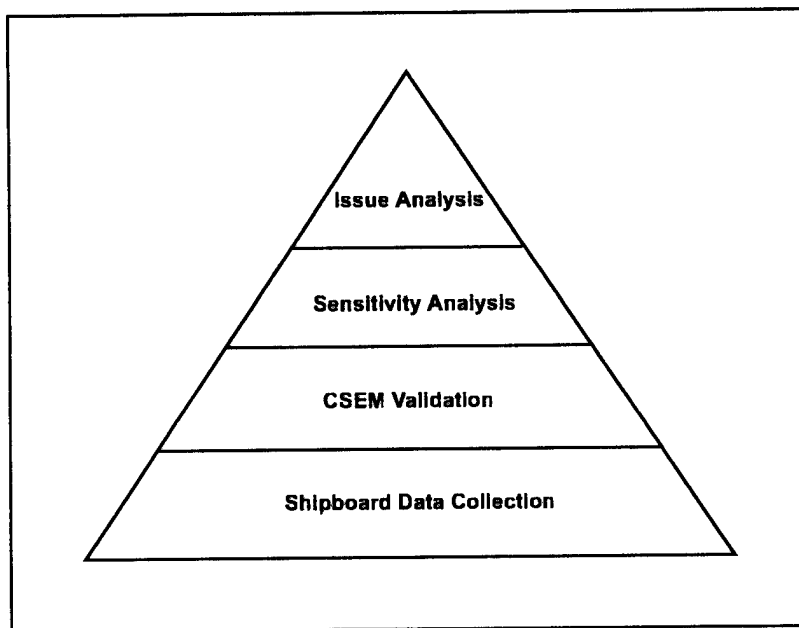 Issue Analysis
Sensitivity Analysis
CSEM Validation
Shipboard Data Collection